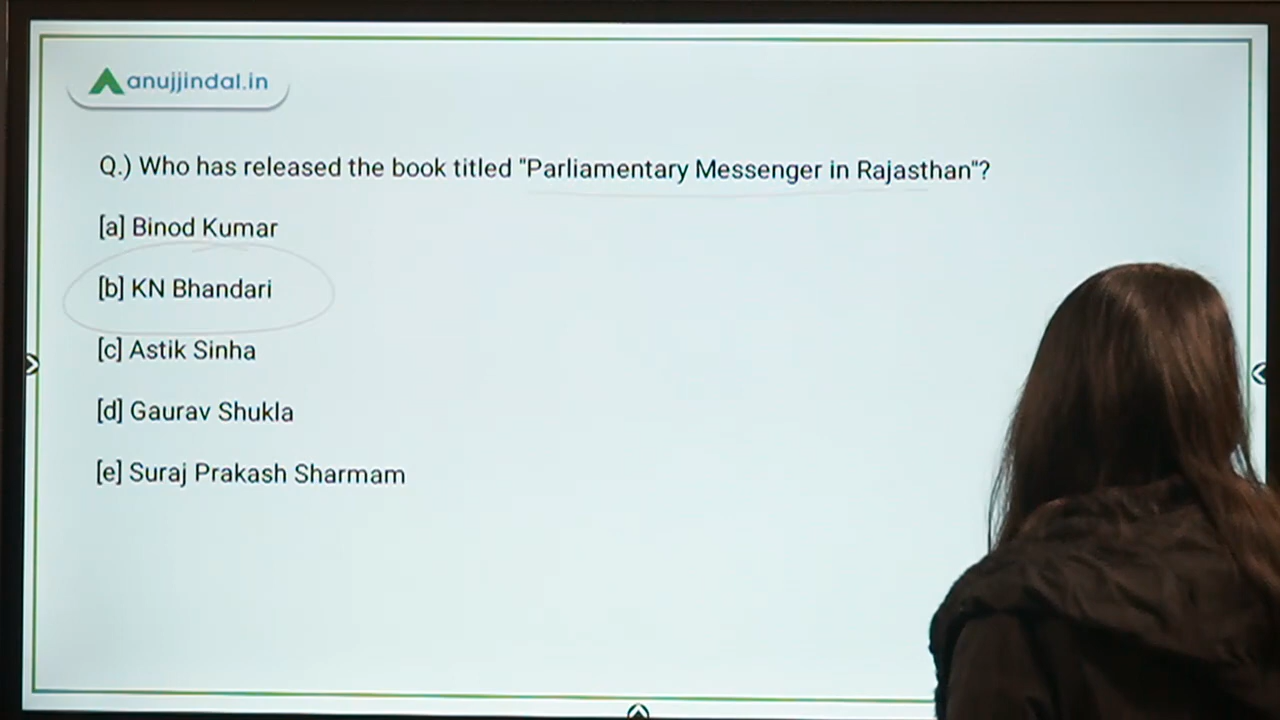 anujjindal.in
Q.) Who has released the book titled "Parliamentary Messenger in Rajasthan"?
[a] Binod Kumar
[b] KN Bhandari
[c] Astik Sinha
[d] Gaurav Shukla
[e] Suraj Prakash Sharmam